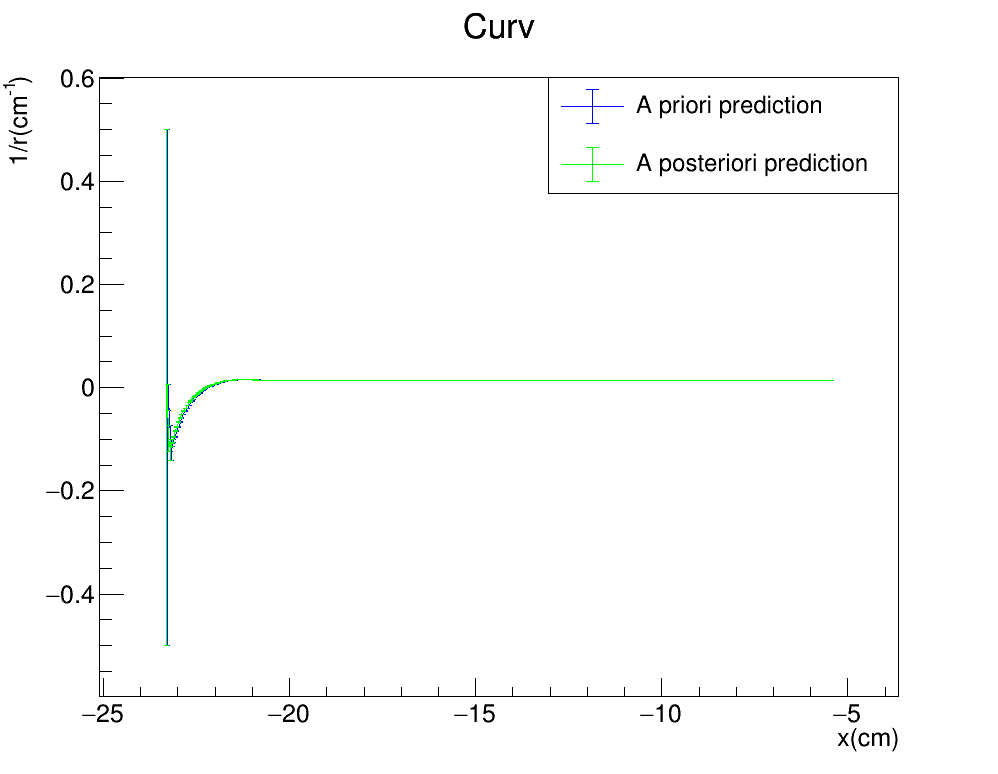 Curv
1/r(cm-1)
0.6
0.4
0.2
0
−0.2
−0.4
A priori prediction
A posteriori prediction
−25 −20 −15 −10 −5
x(cm)